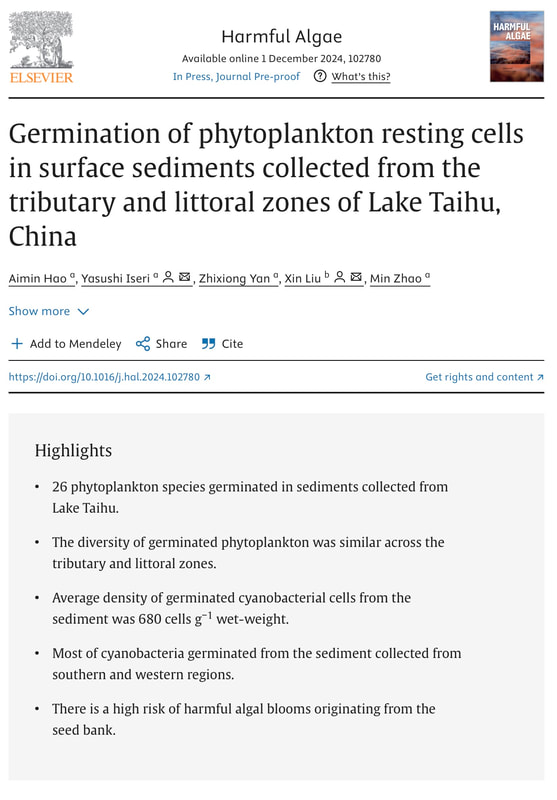 ELSEVIER
Harmful Algae
Available online 1 December 2024, 102780
In Press, Journal Pre-proof ? What's this?
HARMFUL
ALGAE
Germination of phytoplankton resting cells
in surface sediments collected from the
tributary and littoral zones of Lake Taihu,
China
Aimin Hao a, Yasushi Iseri a, Zhixiong Yan a, Xin Liu b, Min Zhao a
Show more
Add to Mendeley Share Cite
https://doi.org/10.1016/j.hal.2024.102780 ↗ Get rights and content ↗
Highlights
• 26 phytoplankton species germinated in sediments collected from
Lake Taihu.
• The diversity of germinated phytoplankton was similar across the
tributary and littoral zones.
• Average density of germinated cyanobacterial cells from the
sediment was 680 cells g⁻¹ wet-weight.
• Most of cyanobacteria germinated from the sediment collected from
southern and western regions.
• There is a high risk of harmful algal blooms originating from the
seed bank.